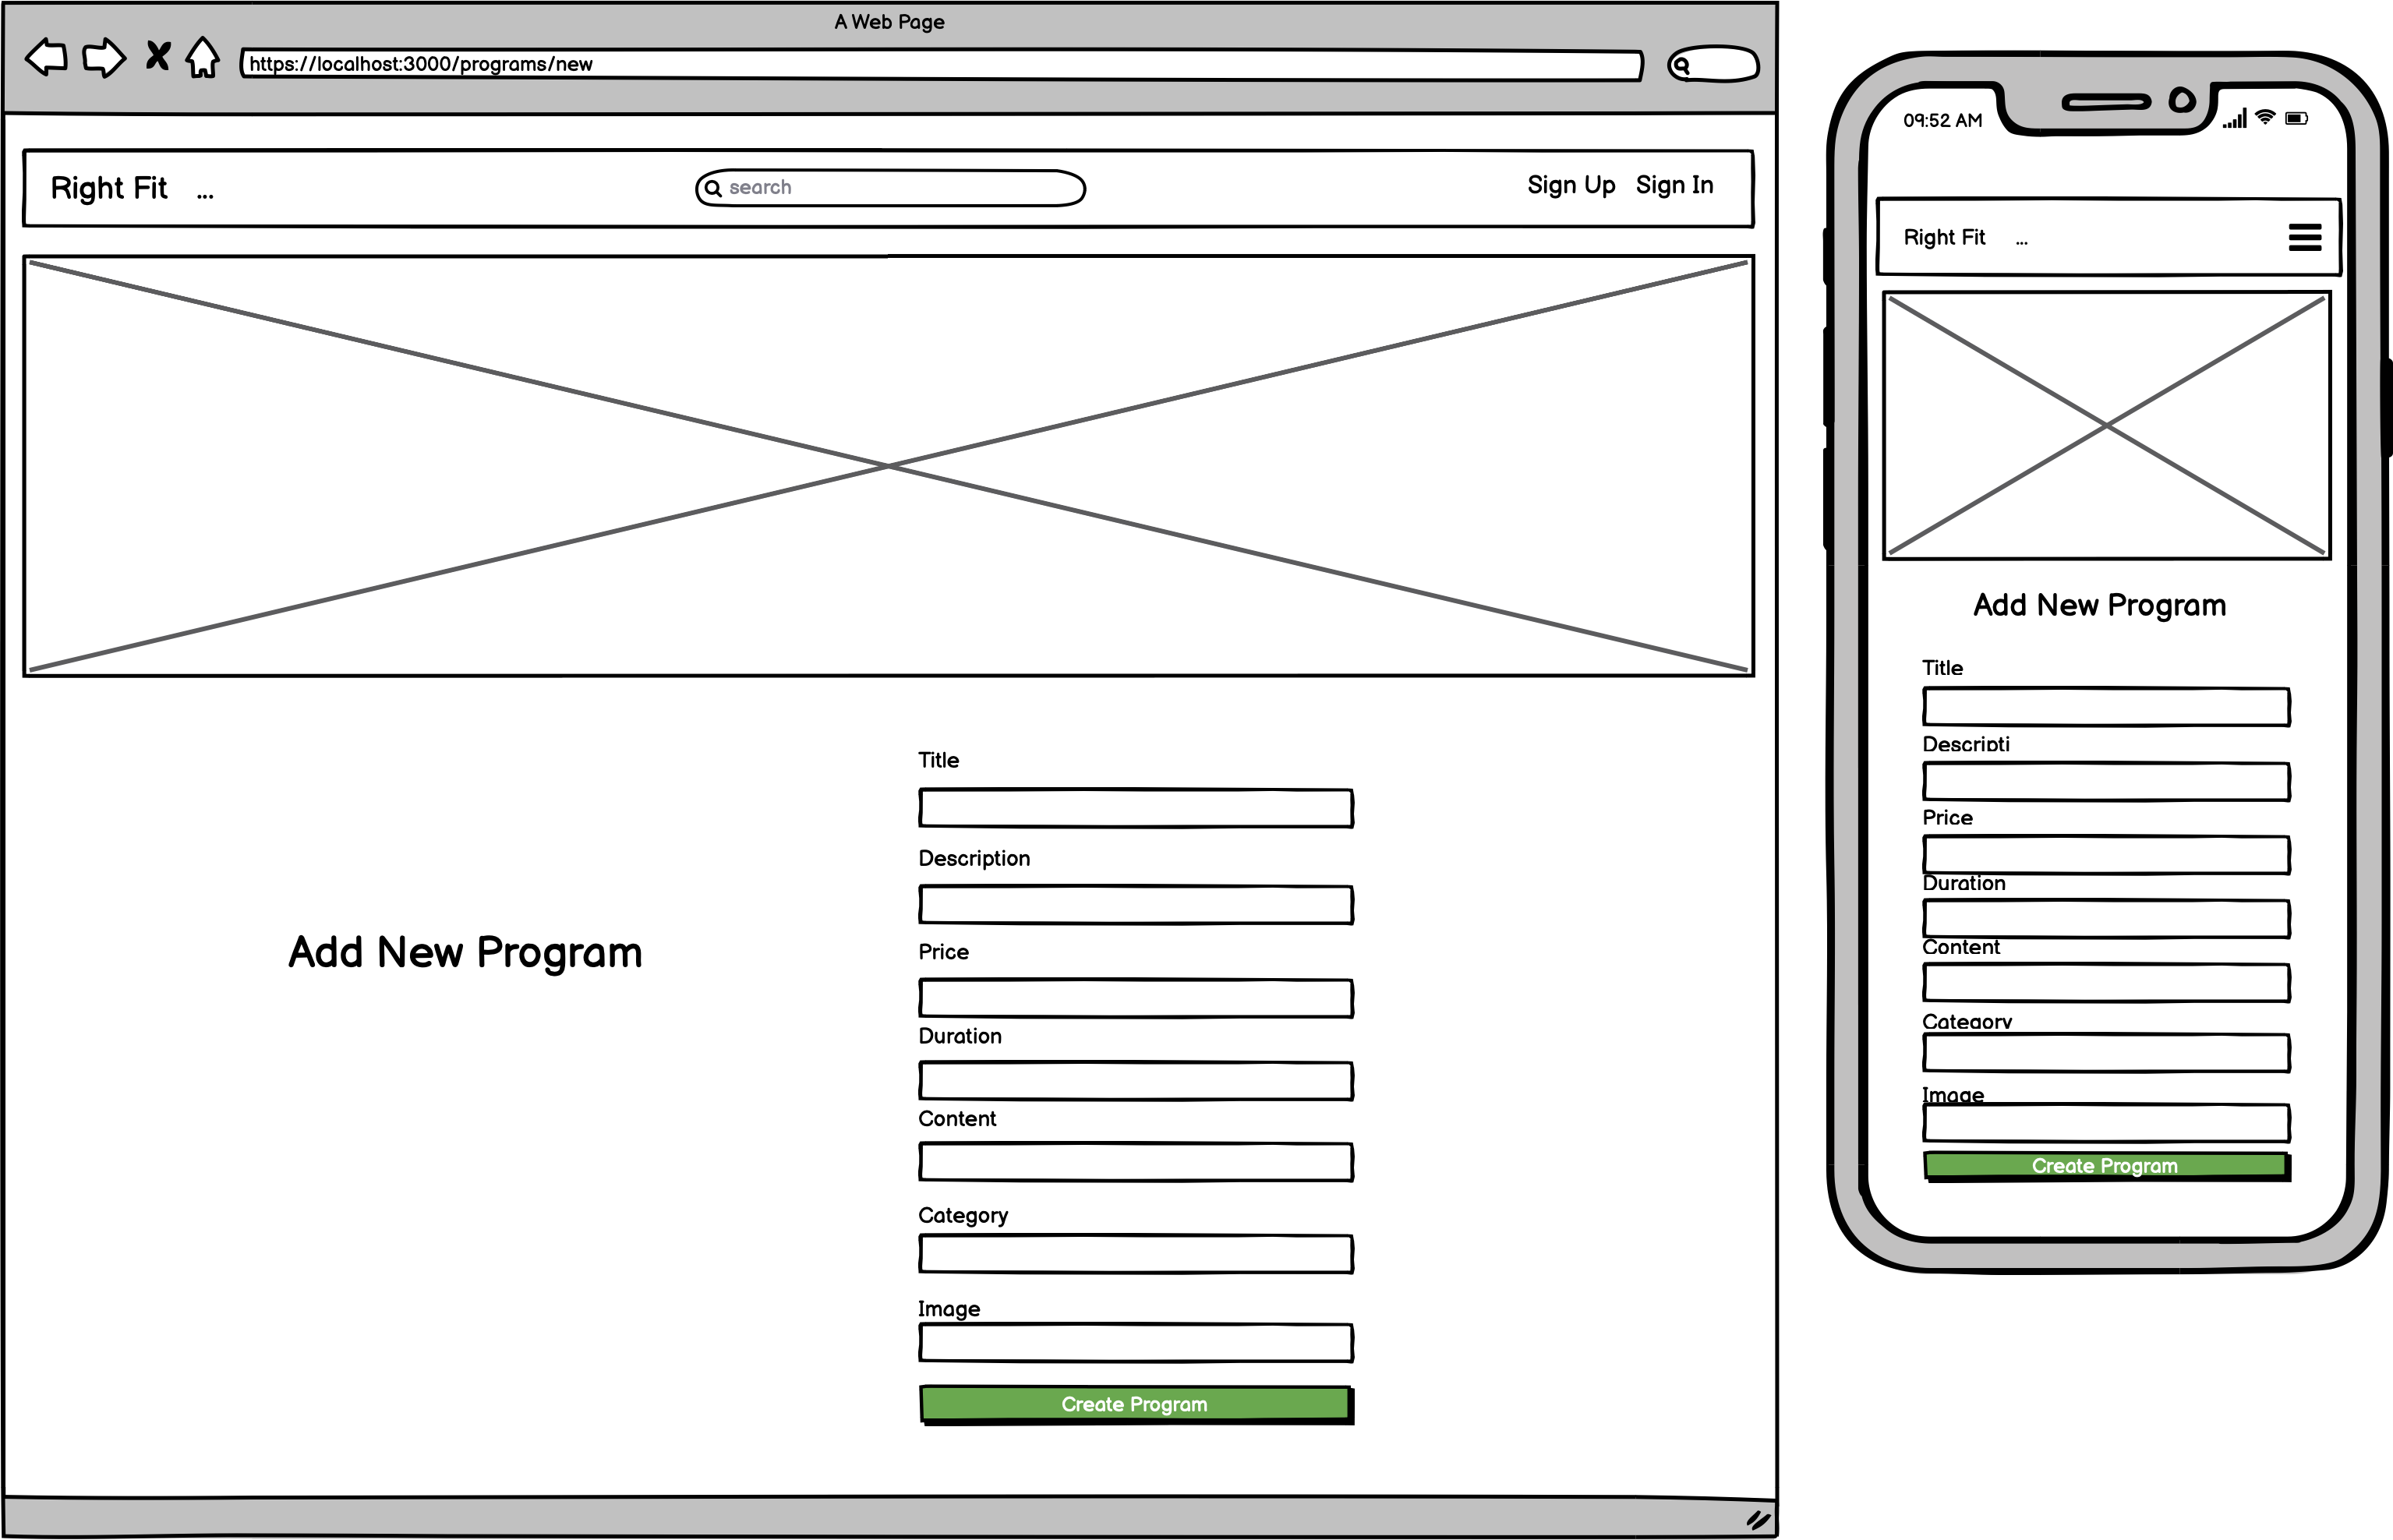 A Web Page
https://localhost:3000/programs/new
Right Fit ...
search
Sign Up Sign In
Add New Program
Title
Description
Price
Duration
Content
Category
Image
Create Program
09:52 AM
Right Fit ...
Add New Program
Title
Descripti
Price
Duration
Content
Category
Image
Create Program